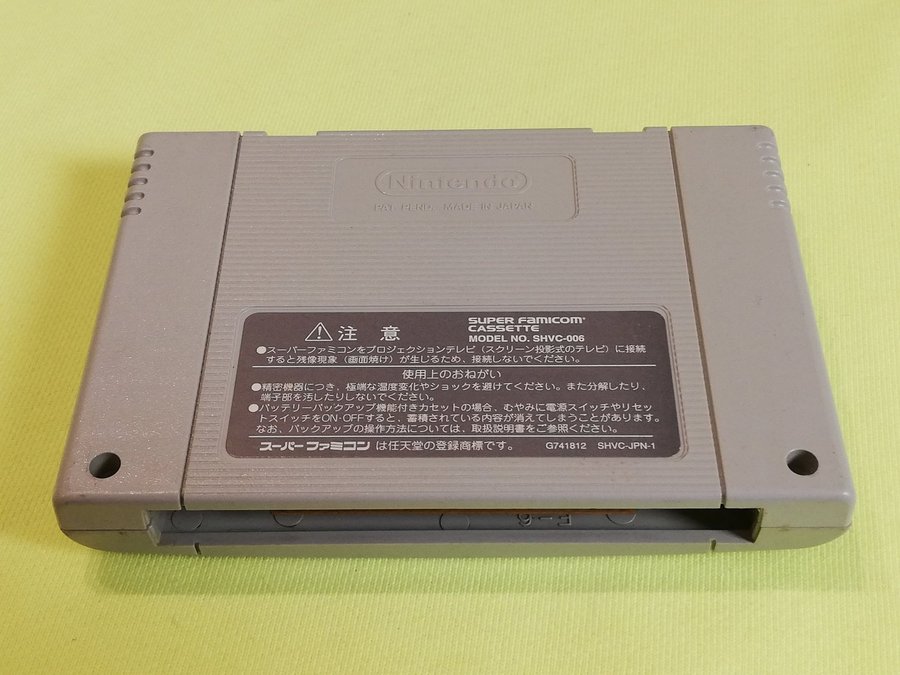 Nintendo
PAT. PEND. MADE IN JAPAN
⚠注 意
SUPER FAMICOM
CASSETTE
MODEL NO. SHVC-006
●スーパーファミコンをプロジェクションテレビ(スクリーン投影式のテレビ)に接続
すると残像現象(画面焼け)が生じるため、接続しないでください。
使用上のおねがい
●精密機器につき、極端な温度変化やショックを避けてください。また分解したり、
端子部を汚したりしないでください。
●バッテリーバックアップ機能付きカセットの場合、むやみに電源スイッチやリセッ
トスイッチをON-OFFすると、蓄積されている内容が消えてしまうことがあります。
なお、バックアップの操作方法については、取扱説明書をご参照ください。
スーパーファミコン は任天堂の登録商標です。 G741812 SHVC-JPN-1